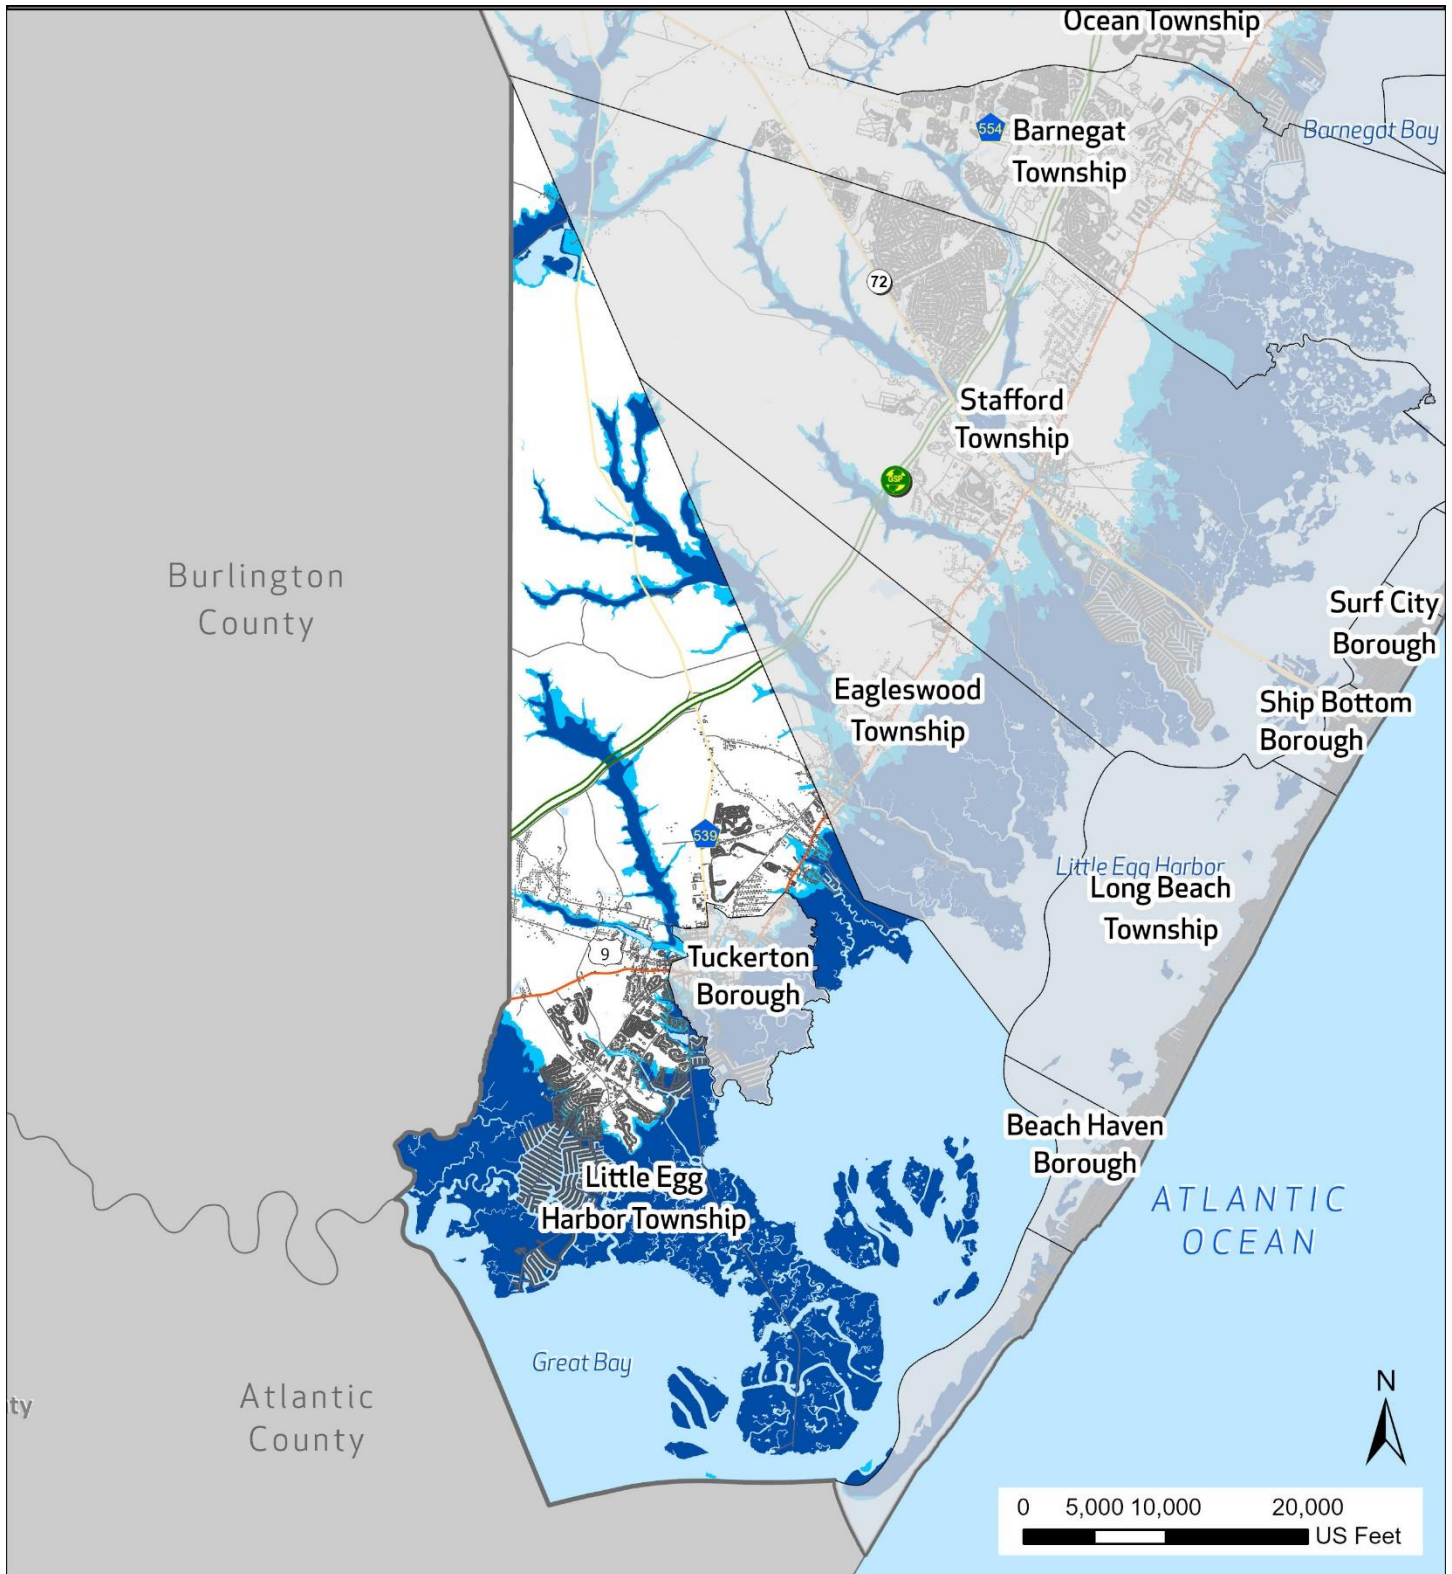 Ocean Township
554
Barnegat
Township
Barnegat Bay
72
Stafford
Township
GSP
Burlington
County
Surf City
Borough
Eagleswood
Township
Ship Bottom
Borough
539
Little Egg Harbor
Long Beach
Township
9
Tuckerton
Borough
Beach Haven
Borough
Little Egg
Harbor Township
ATLANTIC
OCEAN
Great Bay
Atlantic
County
ty
N
0 5,000 10,000 20,000
US Feet